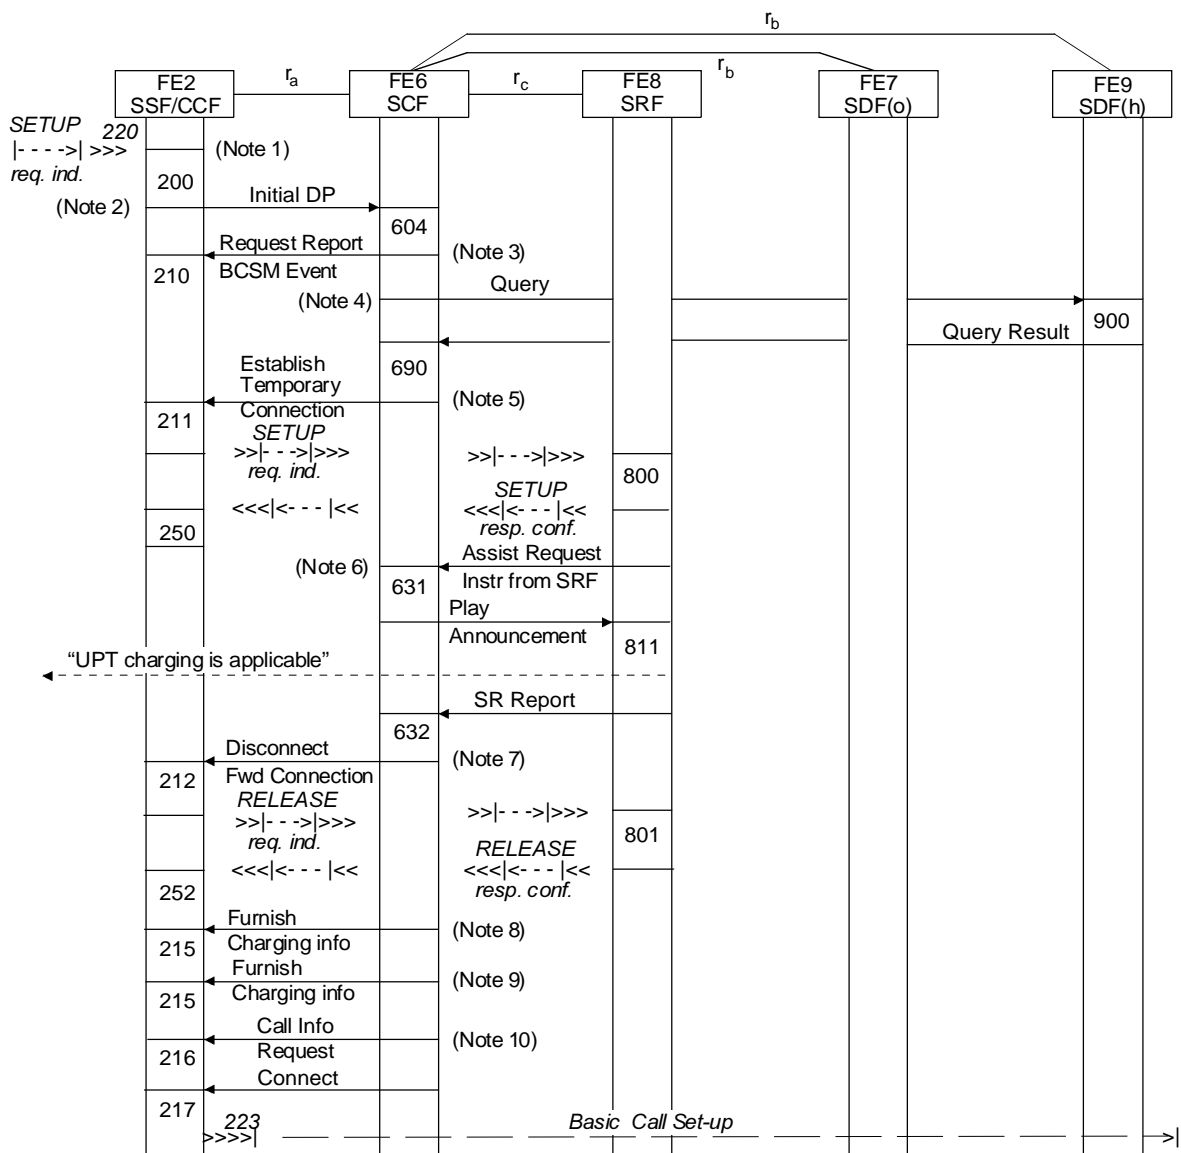 r_b
r_a
r_c
r_b
FE2
SSF/CCF
FE6
SCF
FE8
SRF
FE7
SDF(o)
FE9
SDF(h)
SETUP
220
|- - - ->| >>>
(Note 1)
req. ind.
200
(Note 2)
Initial DP
604
Request Report
(Note 3)
210
BCSM Event
(Note 4)
Query
900
Query Result
690
Establish
Temporary
(Note 5)
211
Connection
SETUP
>>|- - ->|>>>
>>|- - ->|>>>
req. ind.
800
SETUP
<<<|<- - - |<<
<<<|<- - - |<<
resp. conf.
250
Assist Request
(Note 6)
631
Instr from SRF
Play
Announcement
811
“UPT charging is applicable”
SR Report
632
Disconnect
(Note 7)
212
Fwd Connection
RELEASE
>>|- - ->|>>>
>>|- - ->|>>>
req. ind.
801
RELEASE
<<<|<- - - |<<
<<<|<- - - |<<
resp. conf.
252
Furnish
(Note 8)
215
Charging info
Furnish
(Note 9)
215
Charging info
Call Info
(Note 10)
216
Request
Connect
217
223
Basic Call Set-up
>>>>|
>|